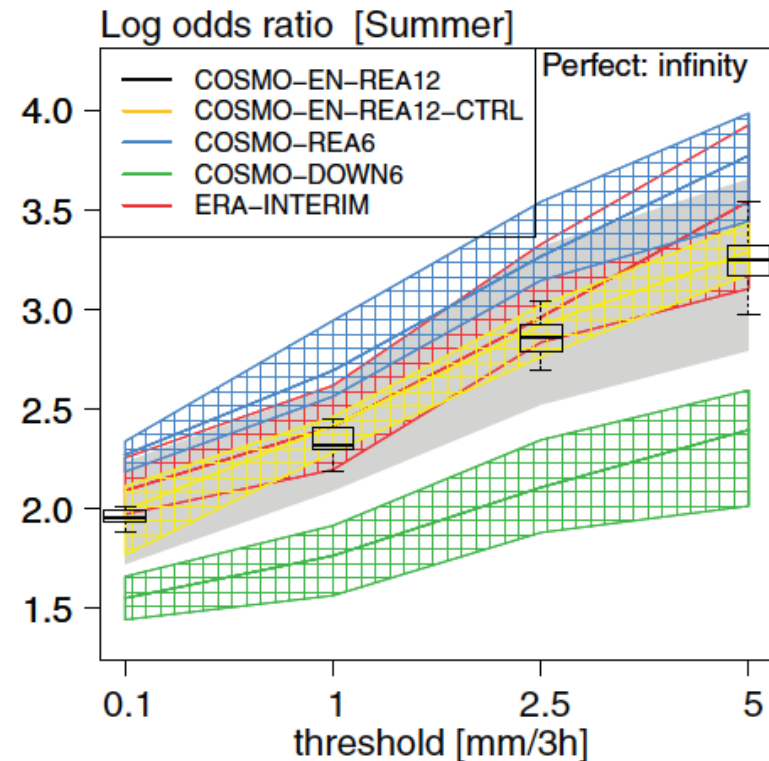 Log odds ratio [Summer]
Perfect: infinity
COSMO−EN−REA12
COSMO−EN−REA12−CTRL
COSMO−REA6
COSMO−DOWN6
ERA−INTERIM
4.0
3.5
3.0
2.5
2.0
1.5
0.1 1 2.5 5
threshold [mm/3h]